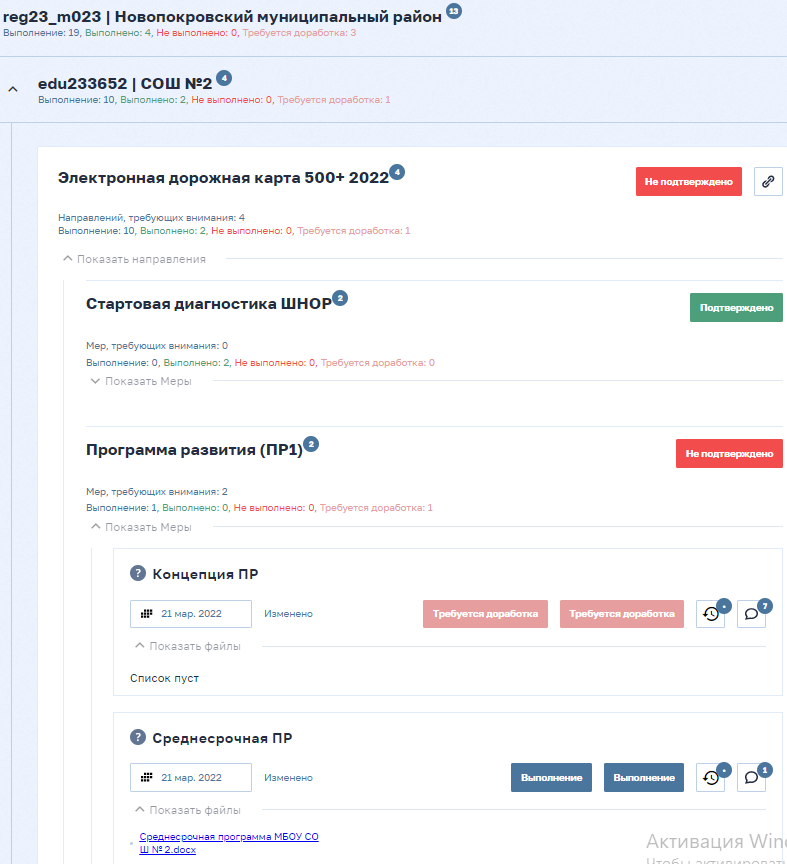 reg23_m023 | Новопокровский муниципальный район 13
Выполнение: 19, Выполнено: 4, Не выполнено: 0, Требуется доработка: 3
edu233652 | СОШ №2 4
Выполнение: 10, Выполнено: 2, Не выполнено: 0, Требуется доработка: 1
Электронная дорожная карта 500+ 2022 4
Не подтверждено
Направлений, требующих внимания: 4
Выполнение: 10, Выполнено: 2, Не выполнено: 0, Требуется доработка: 1
Показать направления
Стартовая диагностика ШНОР 2
Подтверждено
Мер, требующих внимания: 0
Выполнение: 0, Выполнено: 2, Не выполнено: 0, Требуется доработка: 0
Показать Меры
Программа развития (ПР1) 2
Не подтверждено
Мер, требующих внимания: 2
Выполнение: 1, Выполнено: 0, Не выполнено: 0, Требуется доработка: 1
Показать Меры
? Концепция ПР
21 мар. 2022 Изменено Требуется доработка Требуется доработка 7
Показать файлы
Список пуст
? Среднесрочная ПР
21 мар. 2022 Изменено Выполнение Выполнение 1
Показать файлы
Среднесрочная программа МБОУ СО
Ш № 2.docx
Активация Win
Чтобы активировать